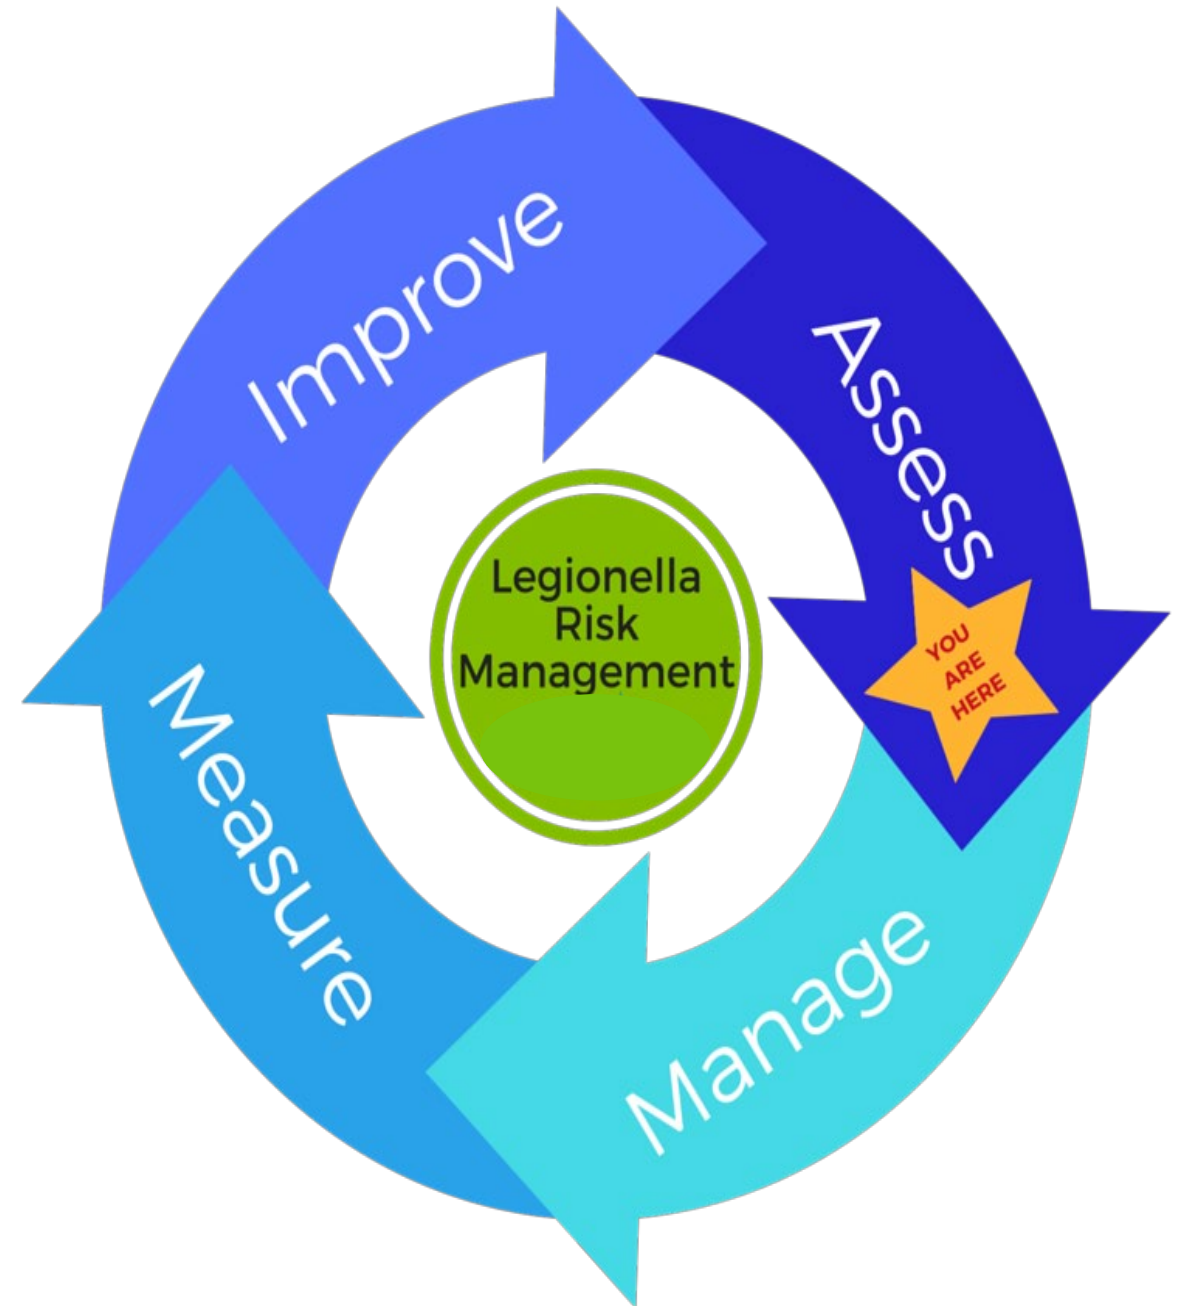 Improve
Assess
YOU
ARE
HERE
Manage
Measure
Legionella
Risk
Management